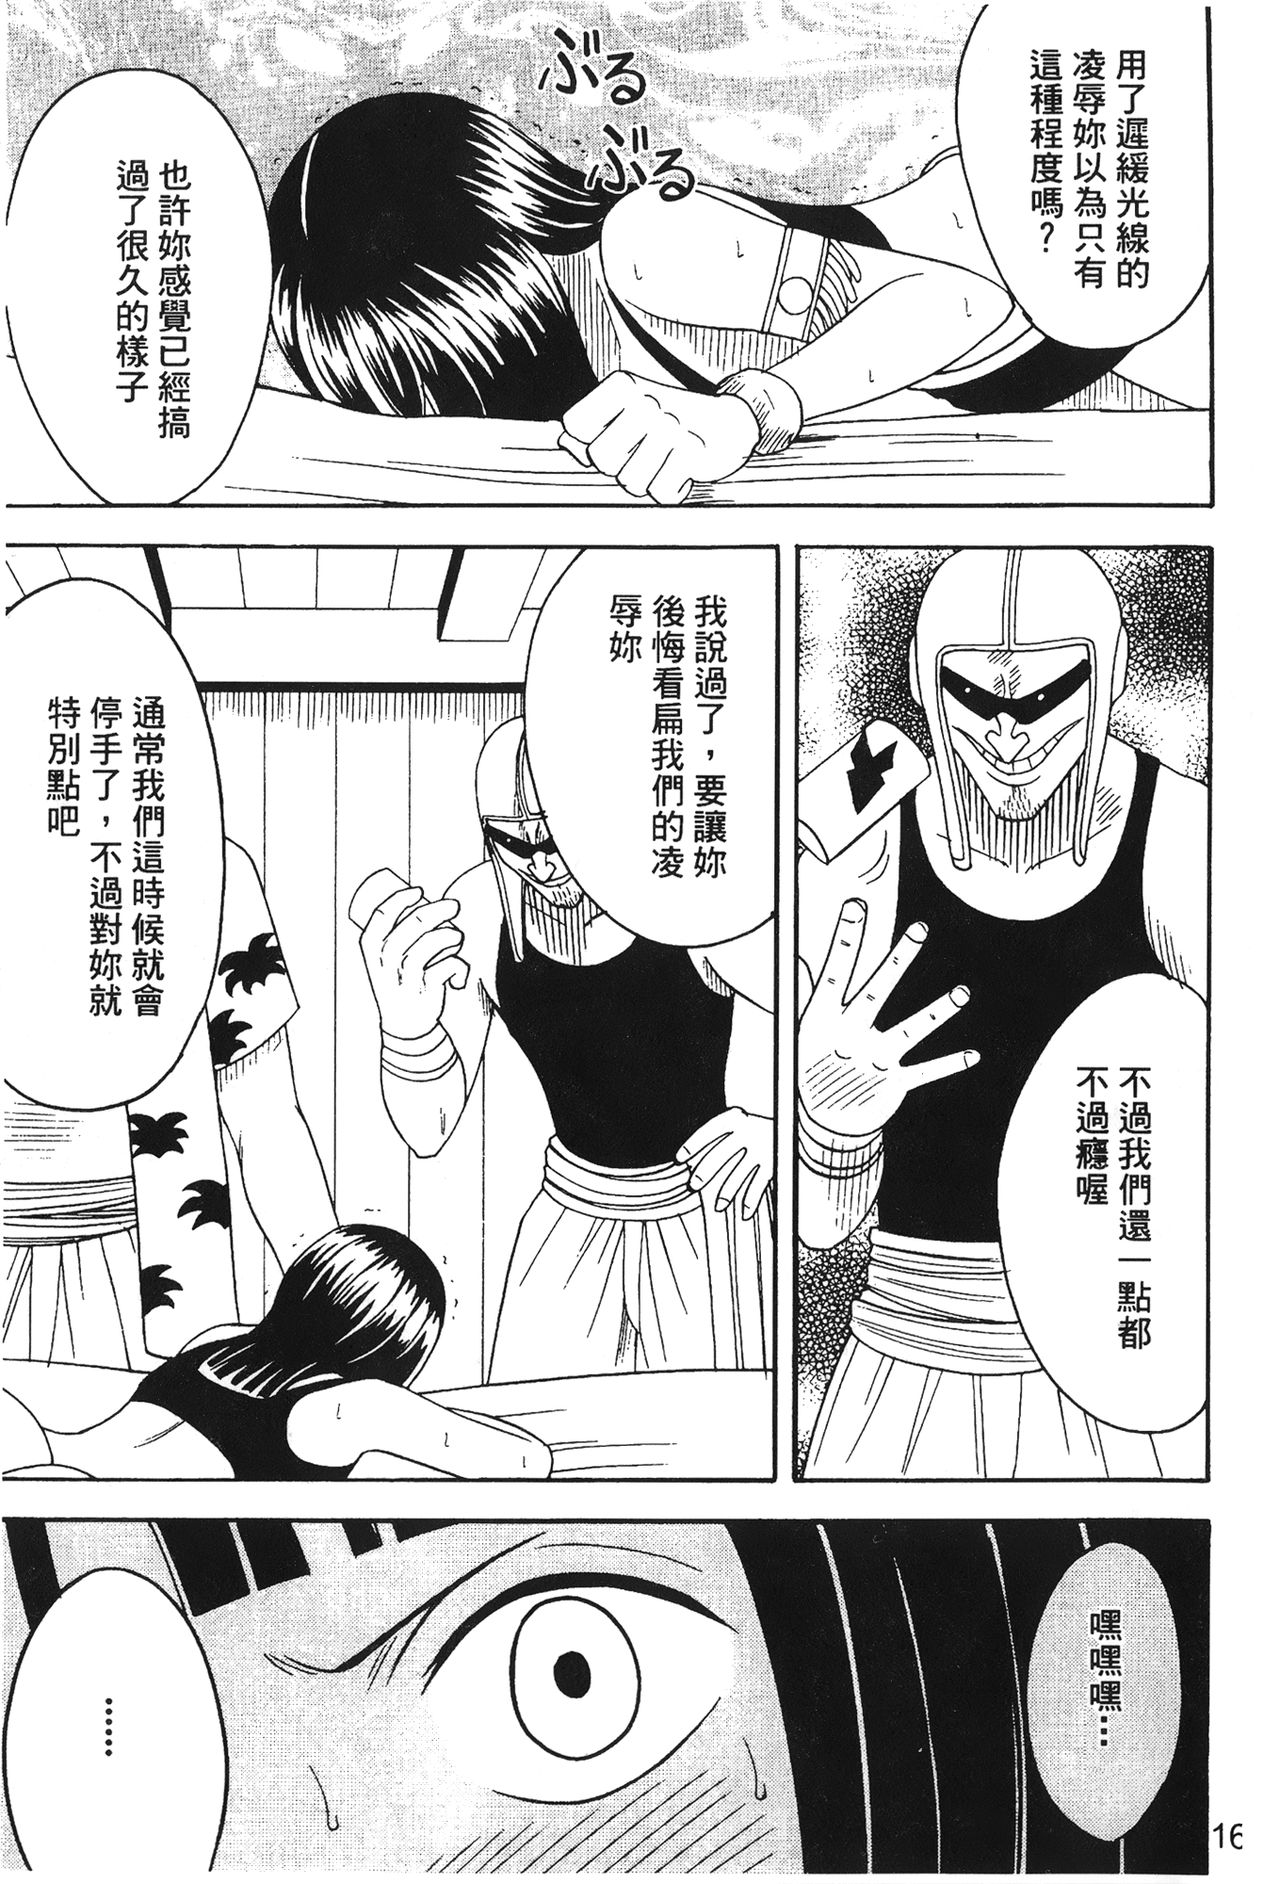 用了遲緩光線的
凌辱妳以為只有
這種程度嗎？
ぶる
ぶる
也許妳感覺已經搞
過了很久的樣子
不過我們還一點都
不過癮喔
我說過了，要讓妳
後悔看扁我們的凌
辱妳
通常我們這時候就會
停手了，不過對妳就
特別點吧
嘿嘿嘿…
……
16